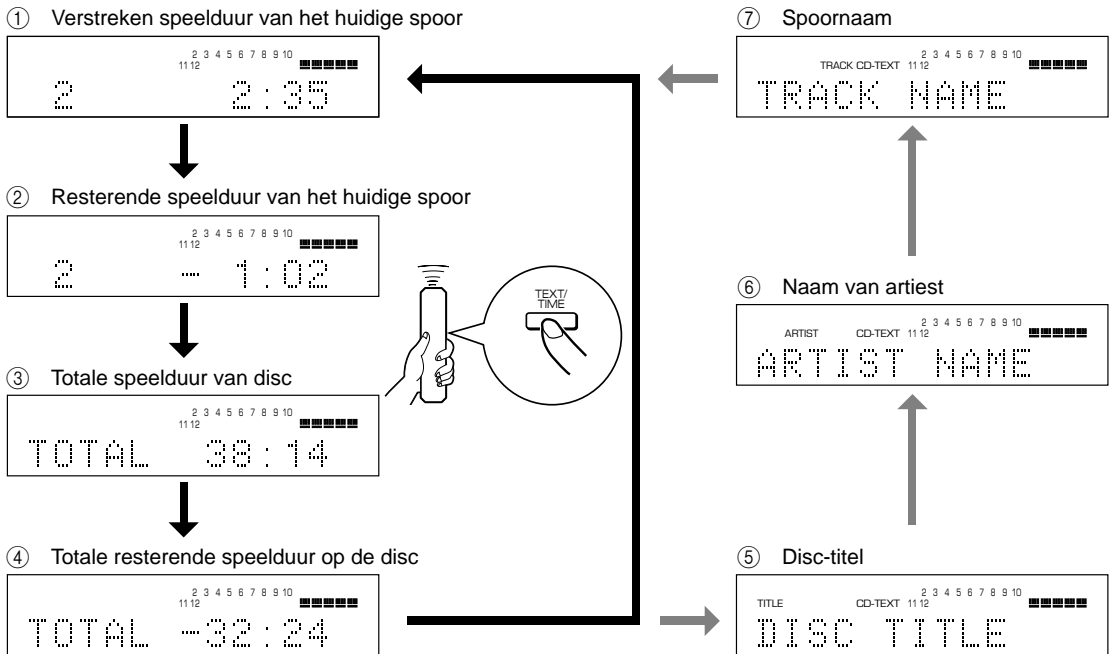 ① Verstreken speelduur van het huidige spoor
2 3 4 5 6 7 8 9 10
11 12
2 2:35
② Resterende speelduur van het huidige spoor
2 3 4 5 6 7 8 9 10
11 12
2 - 1:02
③ Totale speelduur van disc
2 3 4 5 6 7 8 9 10
11 12
TOTAL 38:14
④ Totale resterende speelduur op de disc
2 3 4 5 6 7 8 9 10
11 12
TOTAL -32:24
TEXT/
TIME
⑦ Spoornaam
2 3 4 5 6 7 8 9 10
TRACK CD-TEXT 11 12
TRACK NAME
⑥ Naam van artiest
2 3 4 5 6 7 8 9 10
ARTIST CD-TEXT 11 12
ARTIST NAME
⑤ Disc-titel
2 3 4 5 6 7 8 9 10
TITLE CD-TEXT 11 12
DISC TITLE